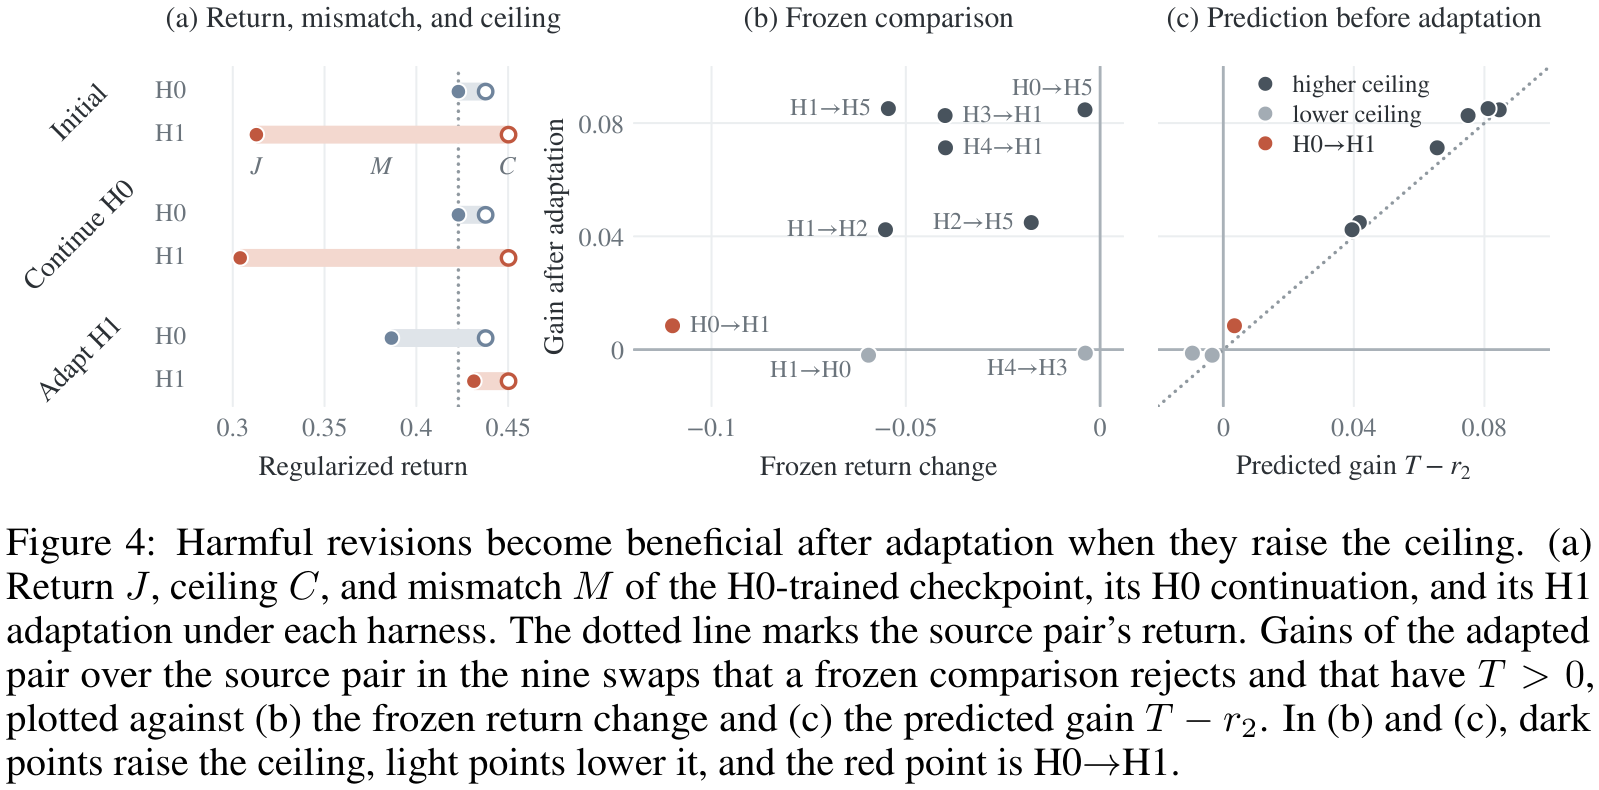 (a) Return, mismatch, and ceiling
Initial
H0
H1
J
M
C
Continue H0
H0
H1
Adapt H1
H0
H1
0.3
0.35
0.4
0.45
Regularized return
(b) Frozen comparison
Gain after adaptation
0.08
0.04
0
H0→H5
H1→H5
H3→H1
H4→H1
H1→H2
H2→H5
H0→H1
H1→H0
H4→H3
−0.1
−0.05
0
Frozen return change
(c) Prediction before adaptation
higher ceiling
lower ceiling
H0→H1
0
0.04
0.08
Predicted gain T − r₂
Figure 4: Harmful revisions become beneficial after adaptation when they raise the ceiling. (a)
Return J, ceiling C, and mismatch M of the H0-trained checkpoint, its H0 continuation, and its H1
adaptation under each harness. The dotted line marks the source pair's return. Gains of the adapted
pair over the source pair in the nine swaps that a frozen comparison rejects and that have T > 0,
plotted against (b) the frozen return change and (c) the predicted gain T − r₂. In (b) and (c), dark
points raise the ceiling, light points lower it, and the red point is H0→H1.